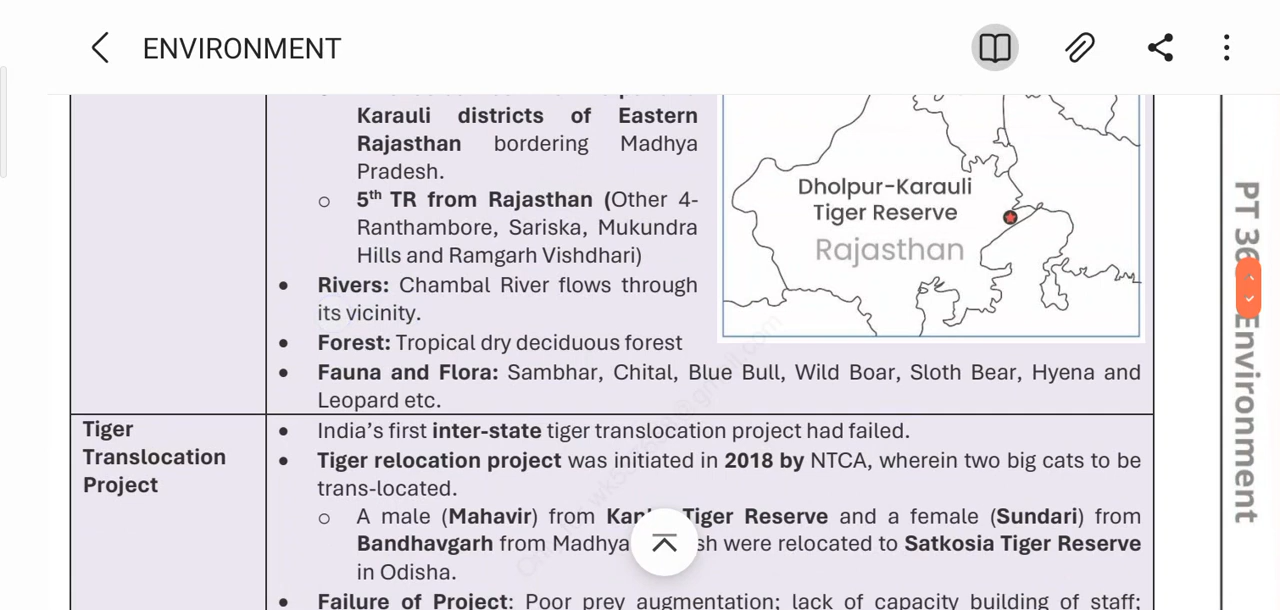 ENVIRONMENT
Karauli districts of Eastern
Rajasthan bordering Madhya
Pradesh.
o 5th TR from Rajasthan (Other 4-
Ranthambore, Sariska, Mukundra
Hills and Ramgarh Vishdhari)
• Rivers: Chambal River flows through
its vicinity.
• Forest: Tropical dry deciduous forest
• Fauna and Flora: Sambhar, Chital, Blue Bull, Wild Boar, Sloth Bear, Hyena and
Leopard etc.
Dholpur-Karauli
Tiger Reserve
Rajasthan
Tiger
Translocation
Project
• India's first inter-state tiger translocation project had failed.
• Tiger relocation project was initiated in 2018 by NTCA, wherein two big cats to be
trans-located.
o A male (Mahavir) from Tiger Reserve and a female (Sundari) from
Bandhavgarh from Madhya were relocated to Satkosia Tiger Reserve
in Odisha.
• Failure of Project: Poor prey augmentation; lack of capacity building of staff;
PT Environment